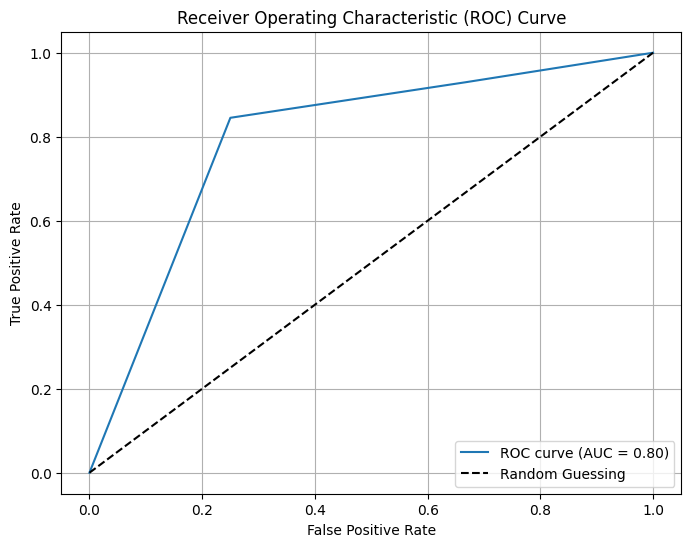 Receiver Operating Characteristic (ROC) Curve
True Positive Rate
1.0
0.8
0.6
0.4
0.2
0.0
ROC curve (AUC = 0.80)
Random Guessing
0.0 0.2 0.4 0.6 0.8 1.0
False Positive Rate